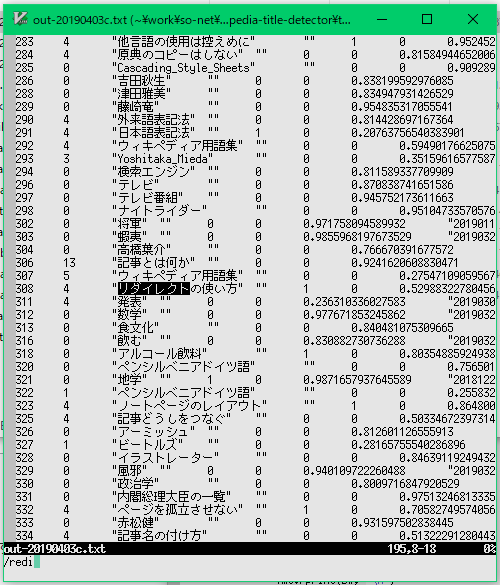 out-20190403c.txt (~¥work¥so-net¥...pedia-title-detector¥t...
283 4 "他言語の使用は控えめに" "" 1 0 0.952452
284 4 "原典のコピーはしない" "" 0 0 0.81584944652006
285 0 "Cascading_Style_Sheets" "" 0 0 0.909289
286 0 "吉田秋生" "" 0 0 0.838199592976085
288 0 "津田雅美" "" 0 0 0.834947931426529
289 0 "藤崎竜" "" 0 0 0.954835317055541
290 4 "外来語表記法" "" 0 0 0.814428697167364
291 4 "日本語表記法" "" 1 0 0.20763756540383901
292 4 "ウィキペディア用語集" "" 0 0 0.59490176625075
293 3 "Yoshitaka_Mieda" "" 0 0 0.35159616577587
294 0 "検索エンジン" "" 0 0 0.811589337709909
296 0 "テレビ" "" 0 0 0.870838741651586
297 0 "テレビ番組" "" 0 0 0.945752173611663
298 0 "ナイトライダー" "" 0 0 0.95104733570576
302 0 "将軍" "" 0 0 0.971758094589932 "2019011
303 0 "蝦夷" "" 0 0 0.9855968197673529 "2019032
304 0 "高橋葉介" "" 0 0 0.766670391677572
306 13 "記事とは何か" "" 0 0 0.9241620608830471
307 5 "ウィキペディア用語集" "" 0 0 0.27547109059567
308 4 "リダイレクトの使い方" "" 1 0 0.52988322780456
311 4 "発表" "" 0 0 0.236310336027583 "2019030
312 0 "数学" "" 0 0 0.977671853245862 "2019032
313 0 "食文化" "" 0 0 0.840481075309665
316 0 "飲む" "" 0 0 0.830882730736288 "2019032
318 0 "アルコール飲料" "" 0 0 0.80354885924938
320 0 "ペンシルベニアドイツ語" "" 0 0 0.756501
321 0 "地学" "" 1 0 0.9871657937645589 "2018122
322 1 "ペンシルベニアドイツ語" "" 0 0 0.255832
323 4 "ノートページのレイアウト" "" 1 0 0.864800
325 4 "記事どうしをつなぐ" "" 0 0 0.50334672397314
326 0 "アーミッシュ" "" 0 0 0.812601126555913
327 1 "ビートルズ" "" 0 0 0.2816575540286896
328 0 "イラストレーター" "" 0 0 0.84639119249432
329 0 "風邪" "" 0 0 0.940109722260488 "2019032
330 0 "政治学" "" 0 0 0.8009716847920529
331 0 "内閣総理大臣の一覧" "" 0 0 0.97513246813335
332 4 "ページを孤立させない" "" 1 0 0.70582749574056
333 0 "赤松健" "" 0 0 0.931597502838445
334 4 "記事名の付け方" "" 0 0 0.51322291280443
out-20190403c.txt 195,8-18 0%
/redi